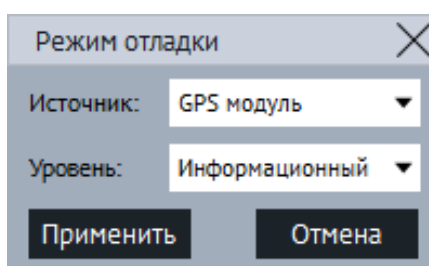 Режим отладки
Источник: GPS модуль
Уровень: Информационный
Применить Отмена